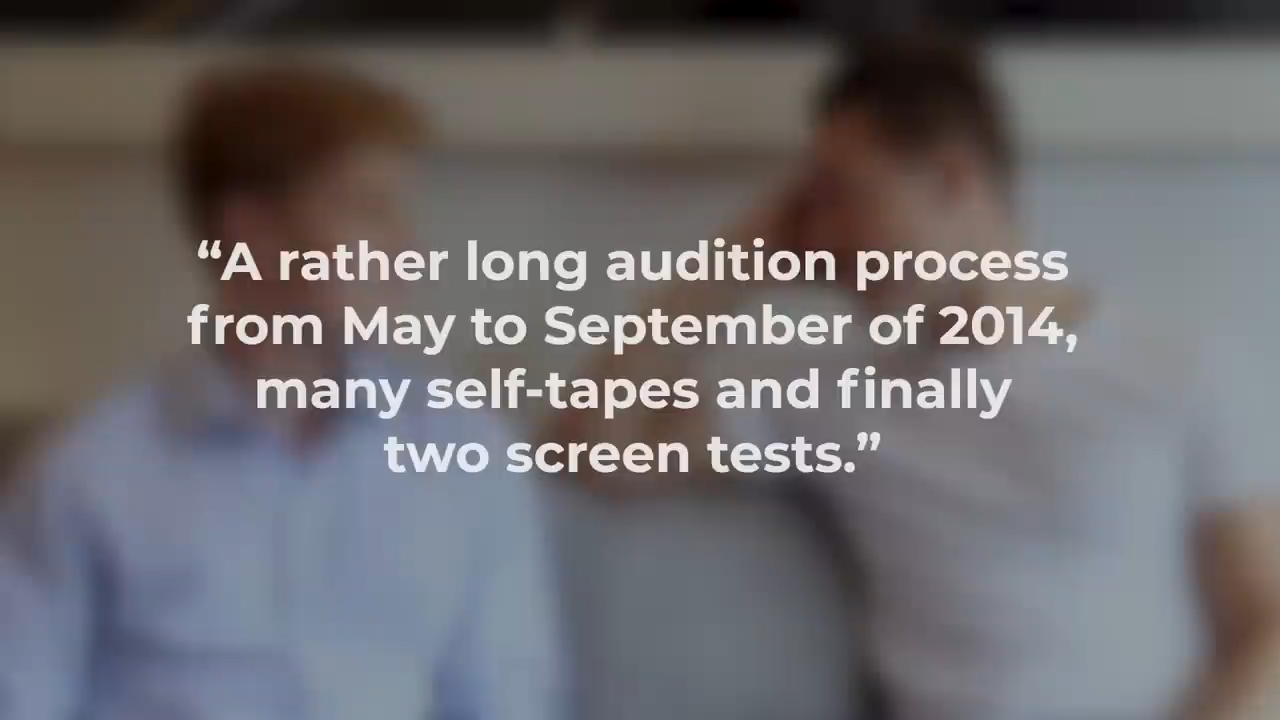 “A rather long audition process
from May to September of 2014,
many self-tapes and finally
two screen tests.”